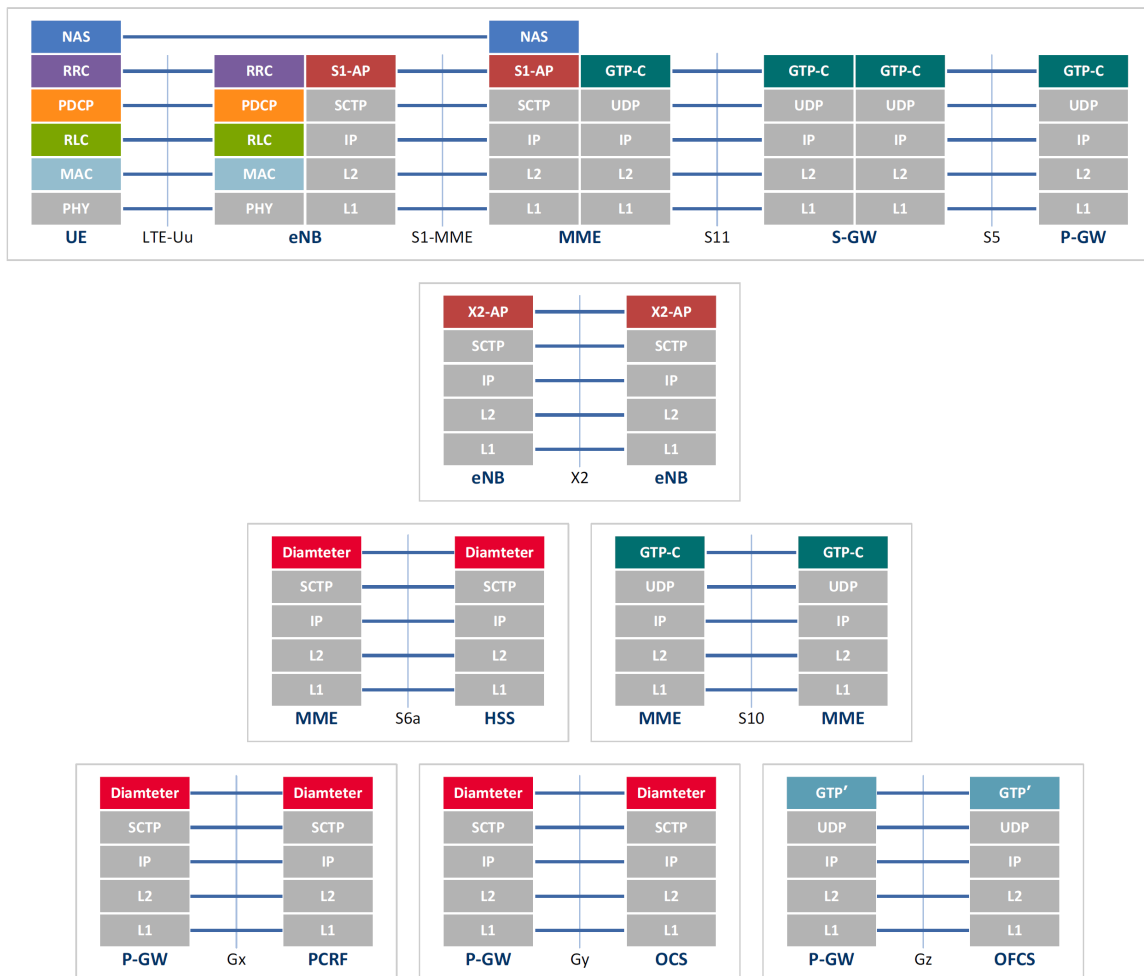 NAS NAS
RRC RRC S1-AP S1-AP GTP-C GTP-C GTP-C GTP-C
PDCP PDCP SCTP SCTP UDP UDP UDP UDP
RLC RLC IP IP IP IP IP IP
MAC MAC L2 L2 L2 L2 L2 L2
PHY PHY L1 L1 L1 L1 L1 L1
UE LTE-Uu eNB S1-MME MME S11 S-GW S5 P-GW
X2-AP X2-AP
SCTP SCTP
IP IP
L2 L2
L1 L1
eNB X2 eNB
Diamteter Diamteter
SCTP SCTP
IP IP
L2 L2
L1 L1
MME S6a HSS
GTP-C GTP-C
UDP UDP
IP IP
L2 L2
L1 L1
MME S10 MME
Diamteter Diamteter
SCTP SCTP
IP IP
L2 L2
L1 L1
P-GW Gx PCRF
Diamteter Diamteter
SCTP SCTP
IP IP
L2 L2
L1 L1
P-GW Gy OCS
GTP′ GTP′
UDP UDP
IP IP
L2 L2
L1 L1
P-GW Gz OFCS